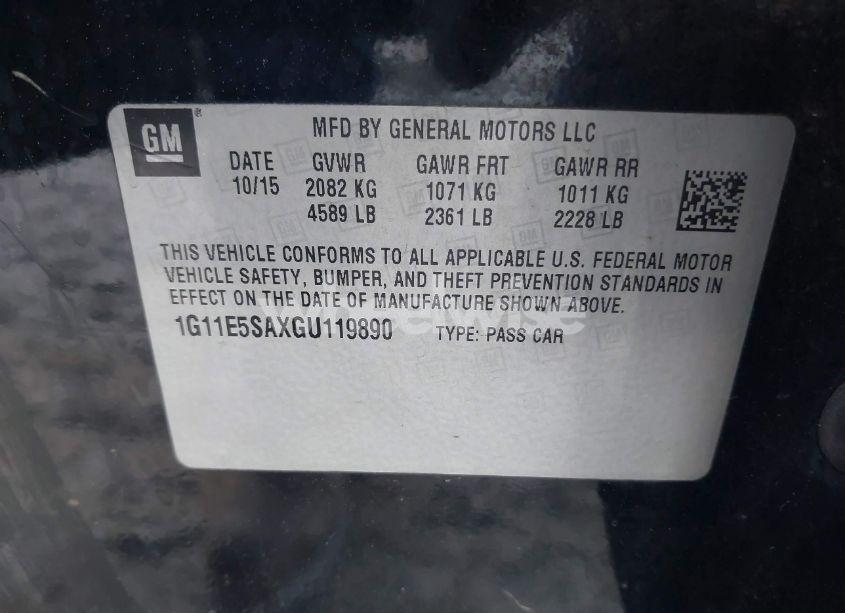 GM ®
MFD BY GENERAL MOTORS LLC
DATE GVWR GAWR FRT GAWR RR
10/15 2082 KG 1071 KG 1011 KG
4589 LB 2361 LB 2228 LB
THIS VEHICLE CONFORMS TO ALL APPLICABLE U.S. FEDERAL MOTOR
VEHICLE SAFETY, BUMPER, AND THEFT PREVENTION STANDARDS IN
EFFECT ON THE DATE OF MANUFACTURE SHOWN ABOVE.
wheelwise
1G11E5SAXGU119890 TYPE: PASS CAR